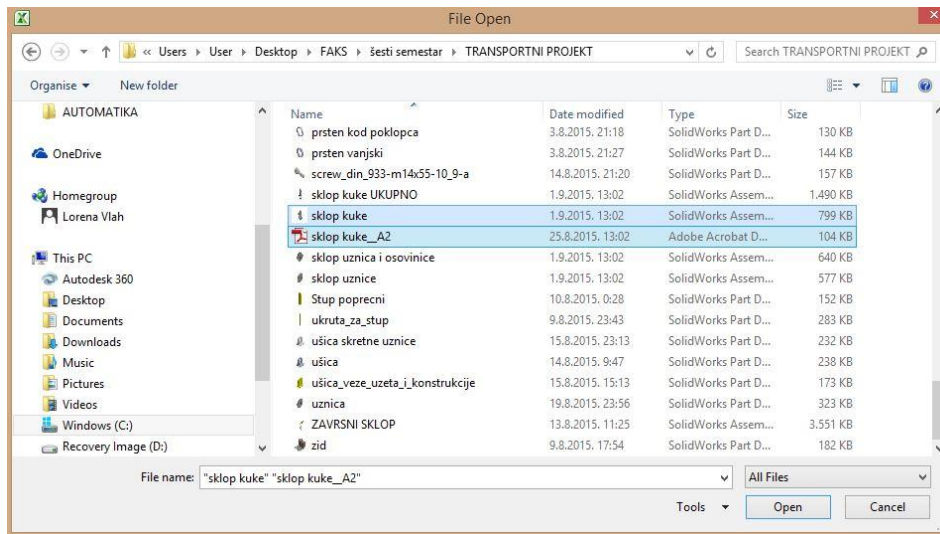 File Open
« Users User Desktop FAKS šesti semestar TRANSPORTNI PROJEKT Search TRANSPORTNI PROJEKT
Organise New folder
AUTOMATIKA
OneDrive
Homegroup
Lorena Vlah
This PC
Autodesk 360
Desktop
Documents
Downloads
Music
Pictures
Videos
Windows (C:)
Recovery Image (D:)
Name Date modified Type Size
prsten kod poklopca 3.8.2015. 21:18 SolidWorks Part D... 130 KB
prsten vanjski 3.8.2015. 21:27 SolidWorks Part D... 144 KB
screw_din_933-m14x55-10_9-a 14.8.2015. 21:20 SolidWorks Part D... 157 KB
sklop kuke UKUPNO 1.9.2015. 13:02 SolidWorks Assem... 1.490 KB
sklop kuke 1.9.2015. 13:02 SolidWorks Assem... 799 KB
sklop kuke__A2 25.8.2015. 13:02 Adobe Acrobat D... 104 KB
sklop uznica i osovinice 1.9.2015. 13:02 SolidWorks Assem... 640 KB
sklop uznice 1.9.2015. 13:02 SolidWorks Assem... 577 KB
Stup poprecni 10.8.2015. 0:28 SolidWorks Part D... 152 KB
ukruta_za_stup 9.8.2015. 23:43 SolidWorks Part D... 283 KB
ušica skretne uznice 15.8.2015. 23:13 SolidWorks Part D... 232 KB
ušica 14.8.2015. 9:47 SolidWorks Part D... 238 KB
ušica_veze_uzeta_i_konstrukcije 15.8.2015. 15:13 SolidWorks Part D... 173 KB
uznica 19.8.2015. 23:56 SolidWorks Part D... 323 KB
ZAVRSNI SKLOP 13.8.2015. 11:25 SolidWorks Assem... 3.551 KB
zid 9.8.2015. 17:54 SolidWorks Part D... 182 KB
File name: "sklop kuke" "sklop kuke__A2" All Files
Tools Open Cancel